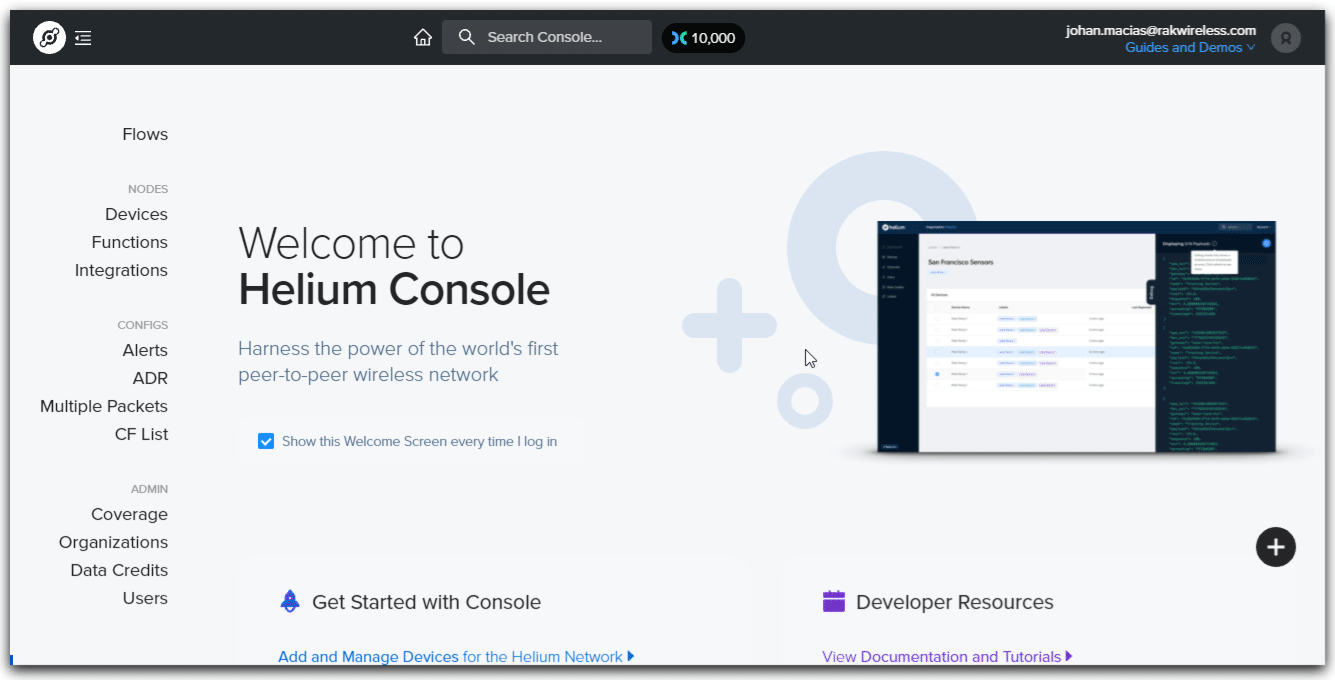 Search Console...
10,000
johan.macias@rakwireless.com
Guides and Demos
R
Flows
NODES
Devices
Functions
Integrations
CONFIGS
Alerts
ADR
Multiple Packets
CF List
ADMIN
Coverage
Organizations
Data Credits
Users
Welcome to
Helium Console
Harness the power of the world's first
peer-to-peer wireless network
Show this Welcome Screen every time I log in
helium
San Francisco Sensors
Get Started with Console
Add and Manage Devices for the Helium Network
Developer Resources
View Documentation and Tutorials